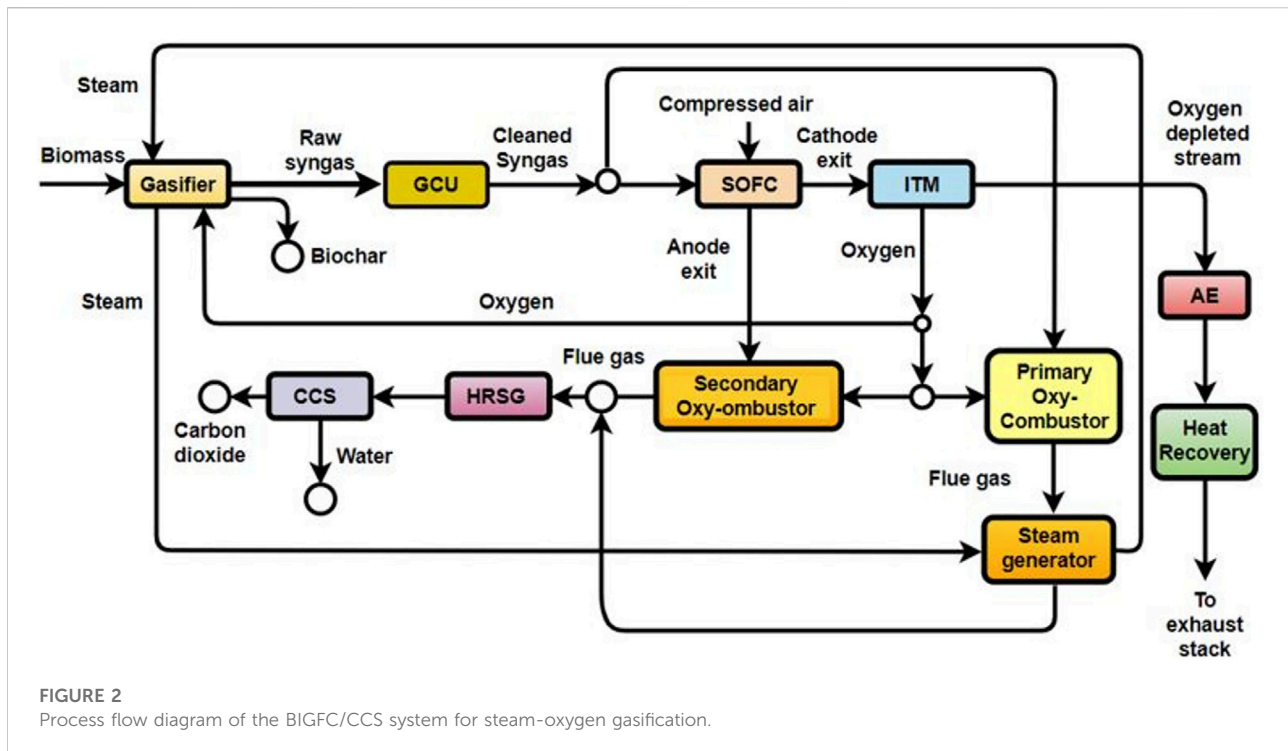 Steam
Compressed air
Oxygen
depleted
stream
Biomass
Raw
syngas
Cleaned
Syngas
Cathode
exit
Gasifier
GCU
SOFC
ITM
Biochar
Anode
exit
Oxygen
Steam
Oxygen
AE
Flue gas
CCS
HRSG
Secondary
Oxy-ombustor
Primary
Oxy-
Combustor
Heat
Recovery
Carbon
dioxide
Water
Flue gas
Steam
generator
To
exhaust
stack
FIGURE 2
Process flow diagram of the BIGFC/CCS system for steam-oxygen gasification.